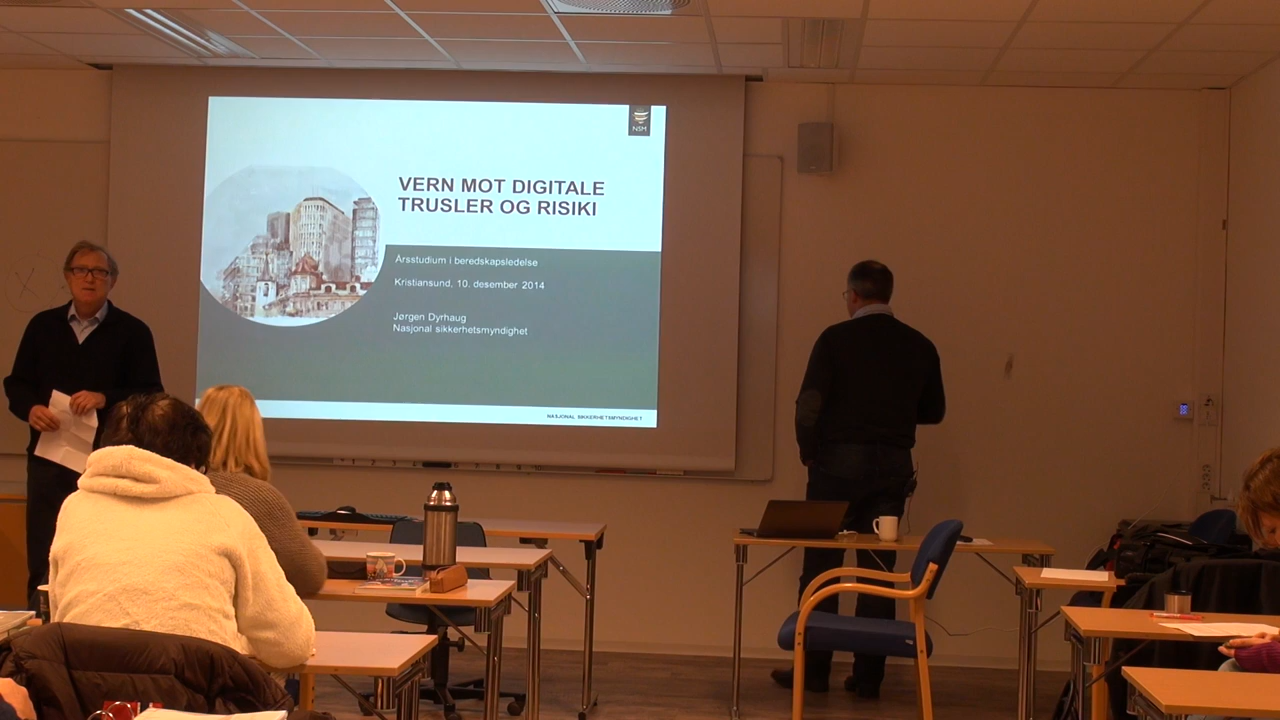 NSM
VERN MOT DIGITALE
TRUSLER OG RISIKI
Årsstudium i beredskapsledelse
Kristiansund, 10. desember 2014
Jørgen Dyrhaug
Nasjonal sikkerhetsmyndighet
NASJONAL SIKKERHETSMYNDIGHET